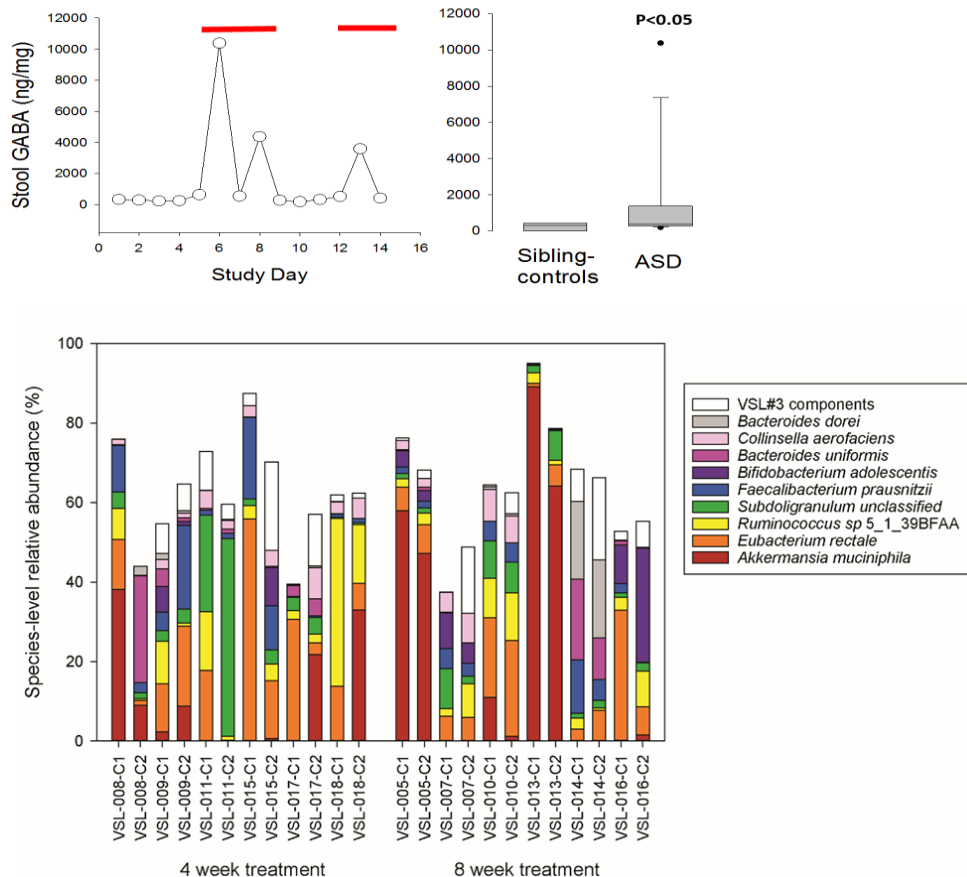 12000
10000
8000
6000
4000
2000
0
Stool GABA (ng/mg)
0 2 4 6 8 10 12 14 16
Study Day
12000
10000
8000
6000
4000
2000
0
P<0.05
Sibling-
controls
ASD
100
80
60
40
20
0
Species-level relative abundance (%)
VSL#3 components
Bacteroides dorei
Collinsella aerofaciens
Bacteroides uniformis
Bifidobacterium adolescentis
Faecalibacterium prausnitzii
Subdoligranulum unclassified
Ruminococcus sp 5_1_39BFAA
Eubacterium rectale
Akkermansia muciniphila
VSL-008-C1
VSL-008-C2
VSL-009-C1
VSL-009-C2
VSL-011-C1
VSL-011-C2
VSL-015-C1
VSL-015-C2
VSL-017-C1
VSL-017-C2
VSL-018-C1
VSL-018-C2
VSL-005-C1
VSL-005-C2
VSL-007-C1
VSL-007-C2
VSL-010-C1
VSL-010-C2
VSL-013-C1
VSL-013-C2
VSL-014-C1
VSL-014-C2
VSL-016-C1
VSL-016-C2
4 week treatment
8 week treatment